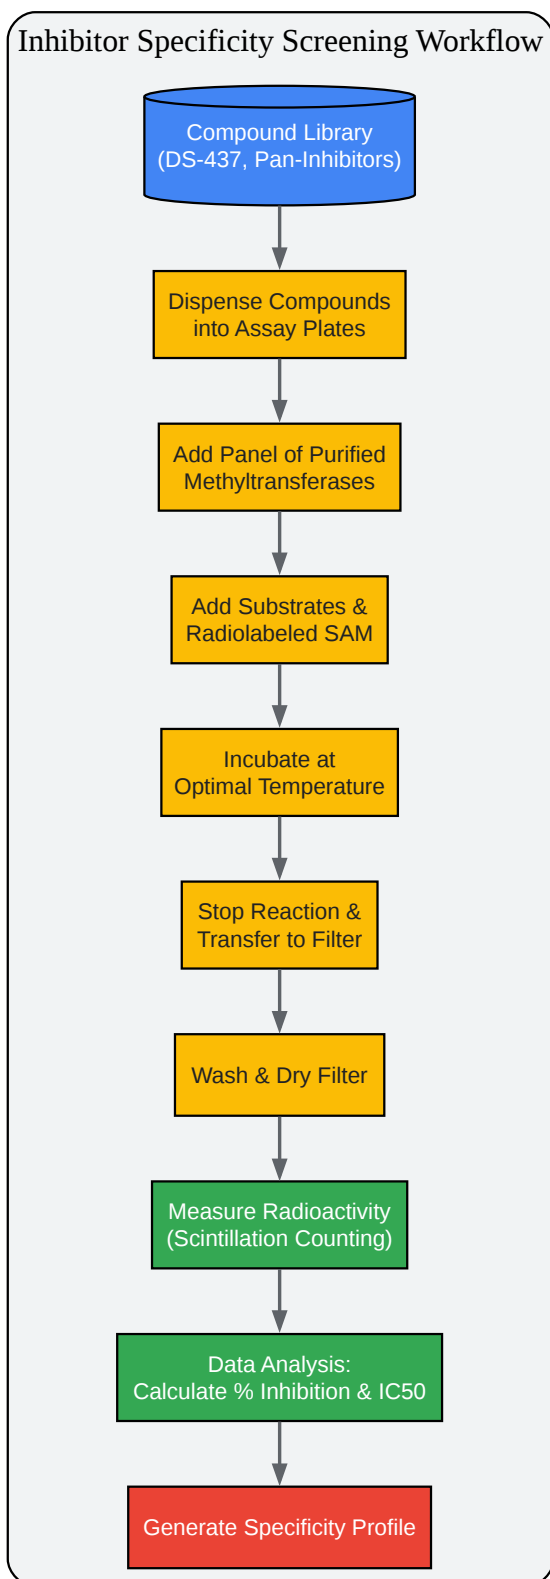 Inhibitor Specificity Screening Workflow
Compound Library
(DS-437, Pan-Inhibitors)
Dispense Compounds
into Assay Plates
Add Panel of Purified
Methyltransferases
Add Substrates &
Radiolabeled SAM
Incubate at
Optimal Temperature
Stop Reaction &
Transfer to Filter
Wash & Dry Filter
Measure Radioactivity
(Scintillation Counting)
Data Analysis:
Calculate % Inhibition & IC50
Generate Specificity Profile